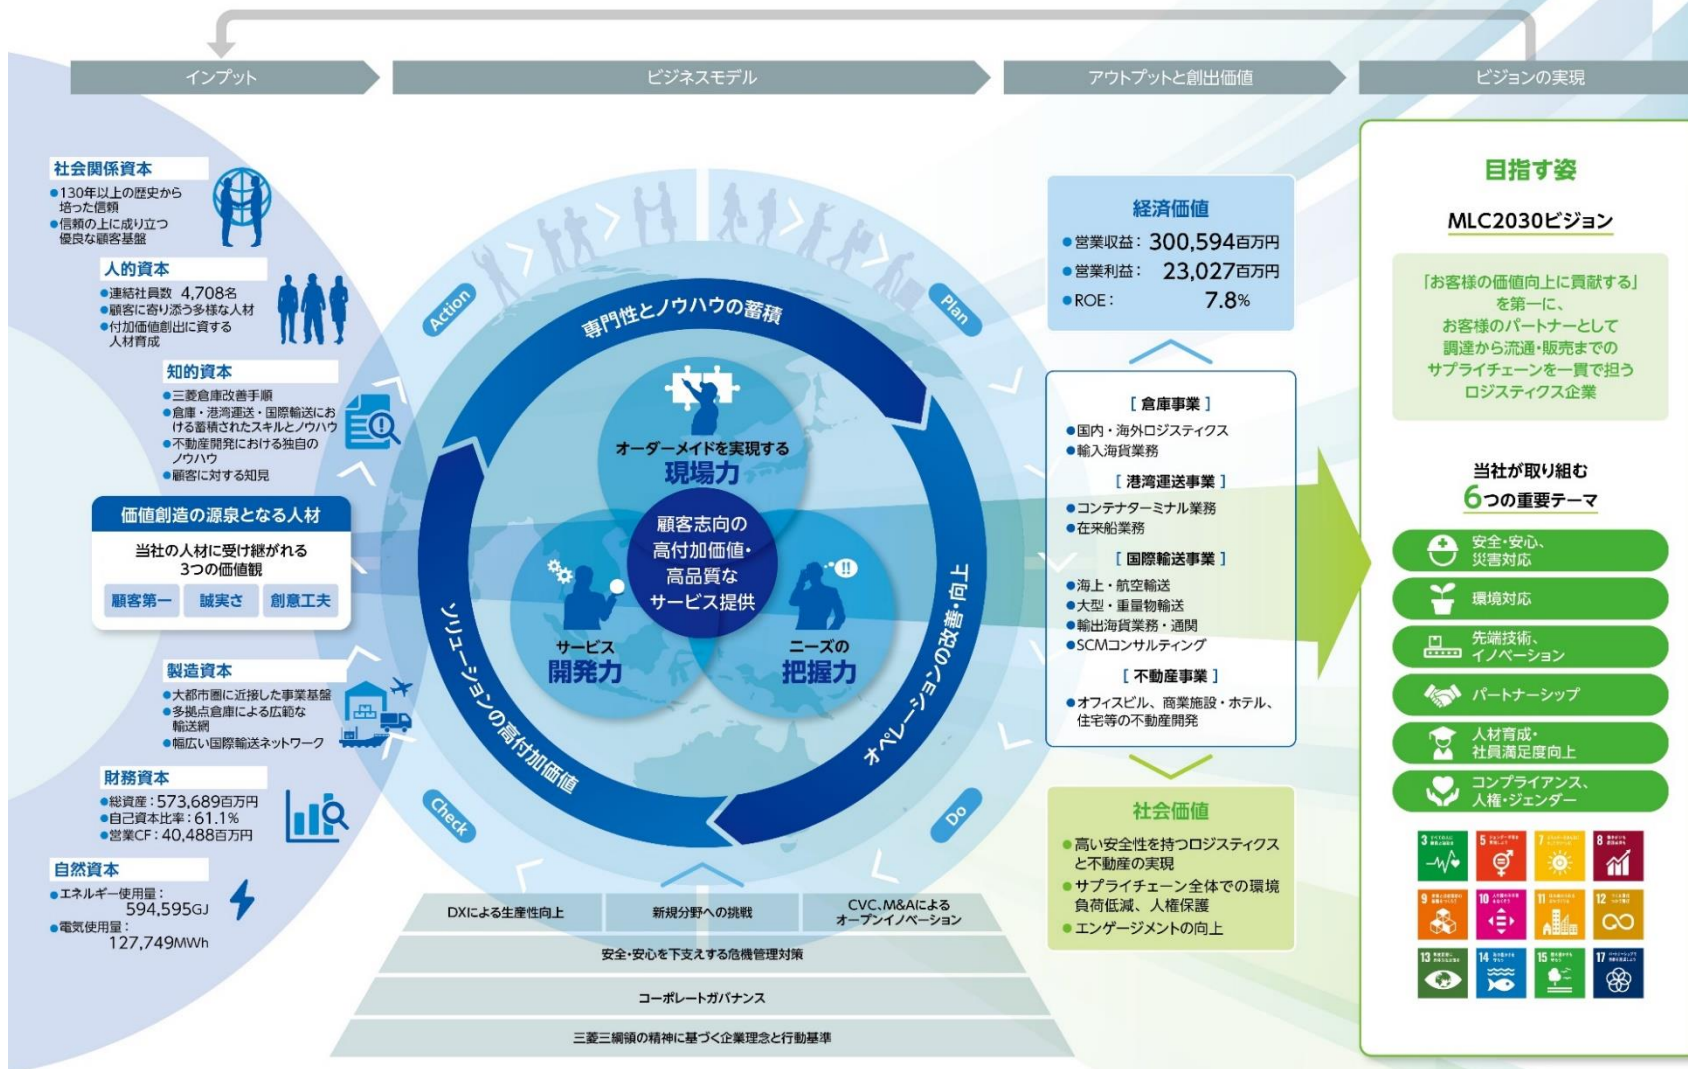 インプット
ビジネスモデル
アウトプットと創出価値
ビジョンの実現
社会関係資本
●130年以上の歴史から
培った信頼
●信頼の上に成り立つ
優良な顧客基盤
人的資本
●連結社員数 4,708名
●顧客に寄り添う多様な人材
●付加価値創出に資する
人材育成
知的資本
●三菱倉庫改善手順
●倉庫・港湾運送・国際輸送にお
ける蓄積されたスキルとノウハウ
●不動産開発における独自の
ノウハウ
●顧客に対する知見
価値創造の源泉となる人材
当社の人材に受け継がれる
3つの価値観
顧客第一
誠実さ
創意工夫
製造資本
●大都市圏に近接した事業基盤
●多拠点倉庫による広範な
輸送網
●幅広い国際輸送ネットワーク
財務資本
●総資産：573,689百万円
●自己資本比率：61.1%
●営業CF：40,488百万円
自然資本
●エネルギー使用量：
594,595GJ
●電気使用量：
127,749MWh
Action
Plan
Check
Do
専門性とノウハウの蓄積
オペレーションの改善・向上
ソリューションの高付加価値
オーダーメイドを実現する
現場力
顧客志向の
高付加価値・
高品質な
サービス提供
サービス
開発力
ニーズの
把握力
DXによる生産性向上
新規分野への挑戦
CVC、M&Aによる
オープンイノベーション
安全・安心を下支えする危機管理対策
コーポレートガバナンス
三菱三綱領の精神に基づく企業理念と行動基準
経済価値
●営業収益：300,594百万円
●営業利益：23,027百万円
●ROE：7.8%
[ 倉庫事業 ]
●国内・海外ロジスティクス
●輸入海貨業務
[ 港湾運送事業 ]
●コンテナターミナル業務
●在来船業務
[ 国際輸送事業 ]
●海上・航空輸送
●大型・重量物輸送
●輸出海貨業務・通関
●SCMコンサルティング
[ 不動産事業 ]
●オフィスビル、商業施設・ホテル、
住宅等の不動産開発
社会価値
●高い安全性を持つロジスティクス
と不動産の実現
●サプライチェーン全体での環境
負荷低減、人権保護
●エンゲージメントの向上
目指す姿
MLC2030ビジョン
「お客様の価値向上に貢献する」
を第一に、
お客様のパートナーとして
調達から流通・販売までの
サプライチェーンを一貫で担う
ロジスティクス企業
当社が取り組む
6つの重要テーマ
安全・安心、
災害対応
環境対応
先端技術、
イノベーション
パートナーシップ
人材育成・
社員満足度向上
コンプライアンス、
人権・ジェンダー
3
5
7
8
9
10
11
12
13
14
15
17